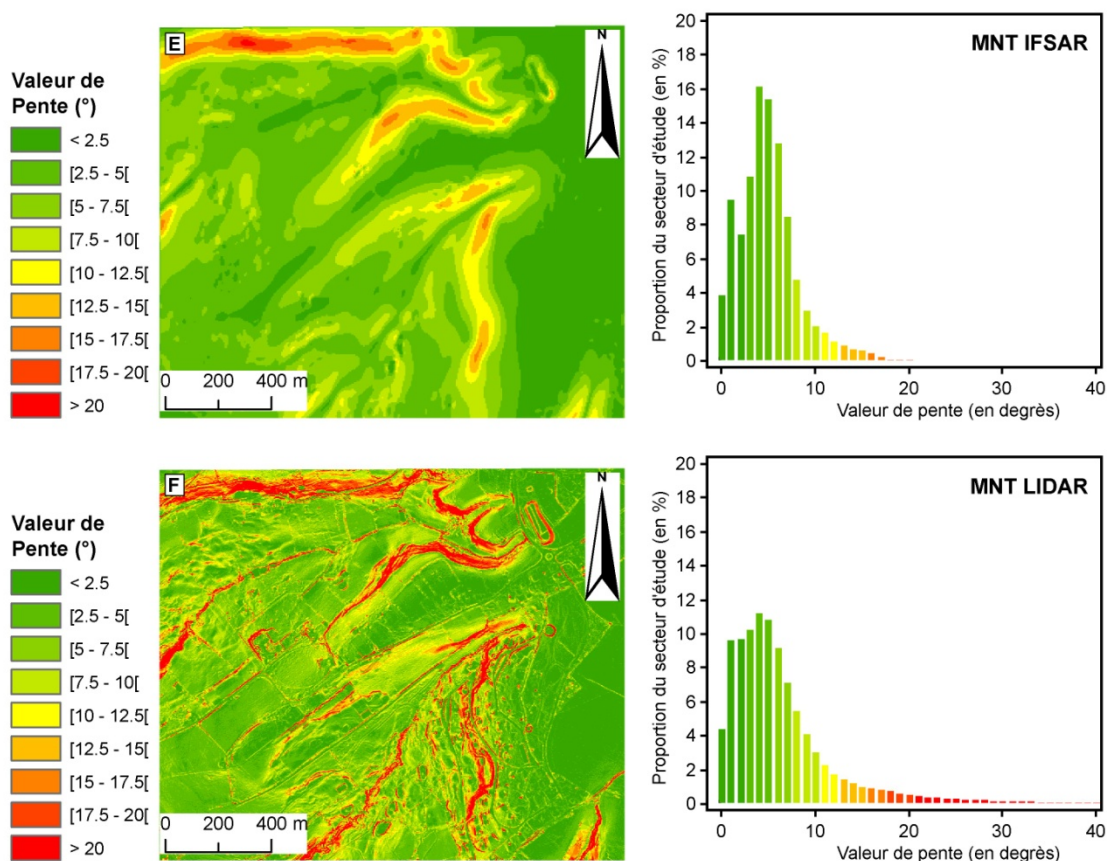 E
N
Valeur de
Pente (°)
< 2.5
[2.5 - 5[
[5 - 7.5[
[7.5 - 10[
[10 - 12.5[
[12.5 - 15[
[15 - 17.5[
[17.5 - 20[
> 20
0 200 400 m
MNT IFSAR
Proportion du secteur d'étude (en %)
20
18
16
14
12
10
8
6
4
2
0
0 10 20 30 40
Valeur de pente (en degrès)
F
N
Valeur de
Pente (°)
< 2.5
[2.5 - 5[
[5 - 7.5[
[7.5 - 10[
[10 - 12.5[
[12.5 - 15[
[15 - 17.5[
[17.5 - 20[
> 20
0 200 400 m
MNT LIDAR
Proportion du secteur d'étude (en %)
20
18
16
14
12
10
8
6
4
2
0
0 10 20 30 40
Valeur de pente (en degrès)